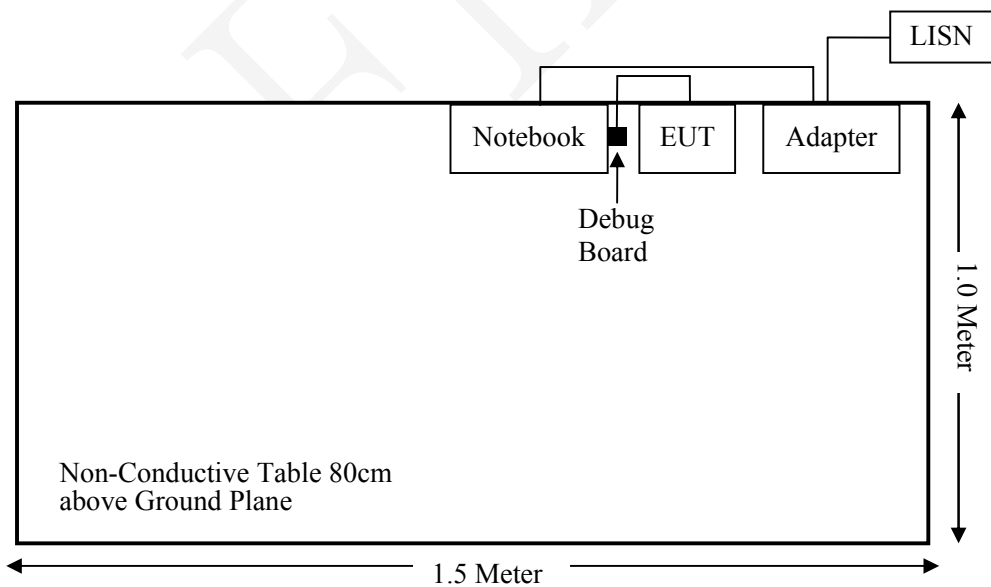 LISN
Notebook
EUT
Adapter
Debug
Board
1.0 Meter
Non-Conductive Table 80cm
above Ground Plane
1.5 Meter